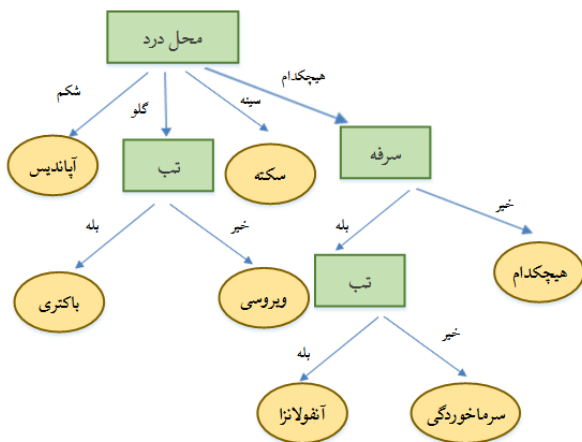 محل درد
هیچکدام
سینه
گلو
شکم
سرفه
سکته
تب
آپاندیس
خیر
بله
خیر
بله
هیچکدام
تب
ویروسی
باکتری
خیر
بله
سرماخوردگی
آنفولانزا